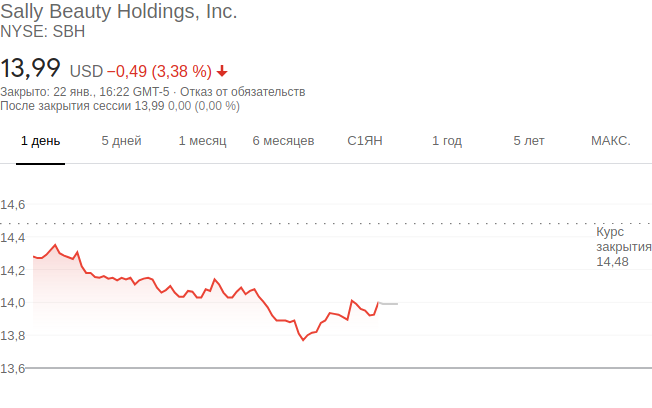 Sally Beauty Holdings, Inc.
NYSE: SBH
13,99 USD −0,49 (3,38 %)
Закрыто: 22 янв., 16:22 GMT-5 · Отказ от обязательств
После закрытия сессии 13,99 0,00 (0,00 %)
1 день 5 дней 1 месяц 6 месяцев С1ЯН 1 год 5 лет МАКС.
14,6
14,4
14,2
14,0
13,8
13,6
Курс
закрытия
14,48